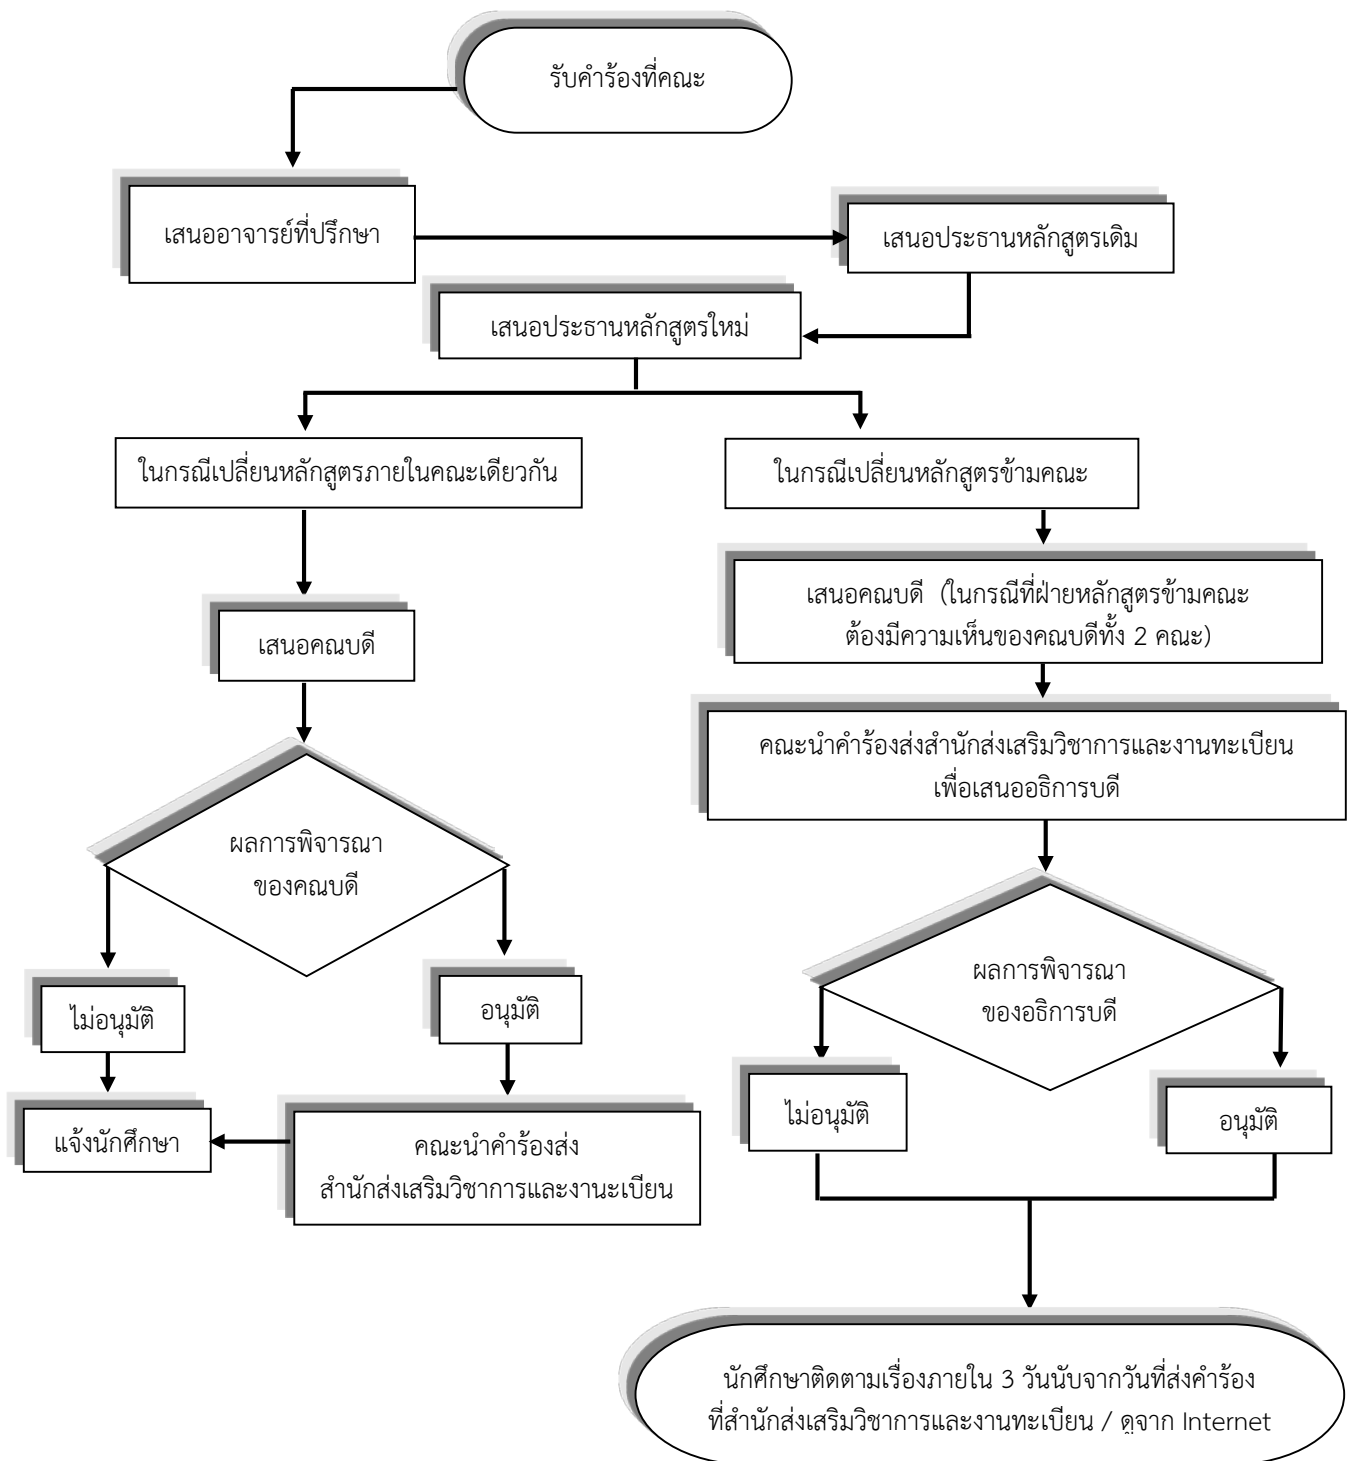 รับคำร้องที่คณะ
เสนออาจารย์ที่ปรึกษา
เสนอประธานหลักสูตรเดิม
เสนอประธานหลักสูตรใหม่
ในกรณีเปลี่ยนหลักสูตรภายในคณะเดียวกัน
ในกรณีเปลี่ยนหลักสูตรข้ามคณะ
เสนอคณบดี
เสนอคณบดี (ในกรณีที่ฝ่ายหลักสูตรข้ามคณะ
ต้องมีความเห็นของคณบดีทั้ง 2 คณะ)
คณะนำคำร้องส่งสำนักส่งเสริมวิชาการและงานทะเบียน
เพื่อเสนออธิการบดี
ผลการพิจารณา
ของคณบดี
ไม่อนุมัติ
อนุมัติ
แจ้งนักศึกษา
คณะนำคำร้องส่ง
สำนักส่งเสริมวิชาการและงานะเบียน
ผลการพิจารณา
ของอธิการบดี
ไม่อนุมัติ
อนุมัติ
นักศึกษาติดตามเรื่องภายใน 3 วันนับจากวันที่ส่งคำร้อง
ที่สำนักส่งเสริมวิชาการและงานทะเบียน / ดูจาก Internet